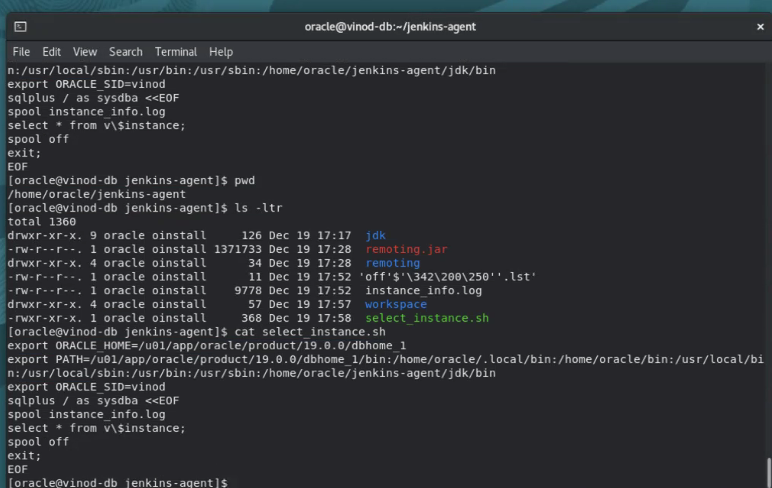 oracle@vinod-db:~/jenkins-agent
×
File Edit View Search Terminal Help
n:/usr/local/sbin:/usr/bin:/usr/sbin:/home/oracle/jenkins-agent/jdk/bin
export ORACLE_SID=vinod
sqlplus / as sysdba <<EOF
spool instance_info.log
select * from v\$instance;
spool off
exit;
EOF
[oracle@vinod-db jenkins-agent]$ pwd
/home/oracle/jenkins-agent
[oracle@vinod-db jenkins-agent]$ ls -ltr
total 1360
drwxr-xr-x. 9 oracle oinstall     126 Dec 19 17:17  jdk
-rw-r--r--. 1 oracle oinstall 1371733 Dec 19 17:28  remoting.jar
drwxr-xr-x. 4 oracle oinstall      34 Dec 19 17:28  remoting
-rw-r--r--. 1 oracle oinstall      11 Dec 19 17:52 'off'$'\342\200\250''.lst'
-rw-r--r--. 1 oracle oinstall    9778 Dec 19 17:52  instance_info.log
drwxr-xr-x. 4 oracle oinstall      57 Dec 19 17:57  workspace
-rwxr-xr-x. 1 oracle oinstall     368 Dec 19 17:58  select_instance.sh
[oracle@vinod-db jenkins-agent]$ cat select_instance.sh
export ORACLE_HOME=/u01/app/oracle/product/19.0.0/dbhome_1
export PATH=/u01/app/oracle/product/19.0.0/dbhome_1/bin:/home/oracle/.local/bin:/home/oracle/bin:/usr/local/bi
n:/usr/local/sbin:/usr/bin:/usr/sbin:/home/oracle/jenkins-agent/jdk/bin
export ORACLE_SID=vinod
sqlplus / as sysdba <<EOF
spool instance_info.log
select * from v\$instance;
spool off
exit;
EOF
[oracle@vinod-db jenkins-agent]$